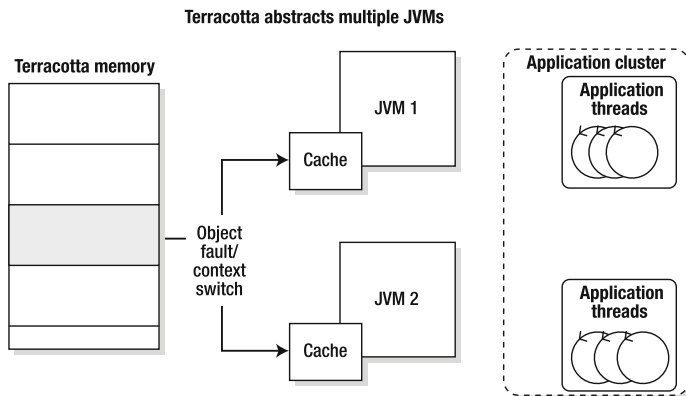 Terracotta abstracts multiple JVMs
Terracotta memory
Application cluster
JVM 1
Application
threads
Cache
Object
fault/
context
switch
JVM 2
Application
threads
Cache